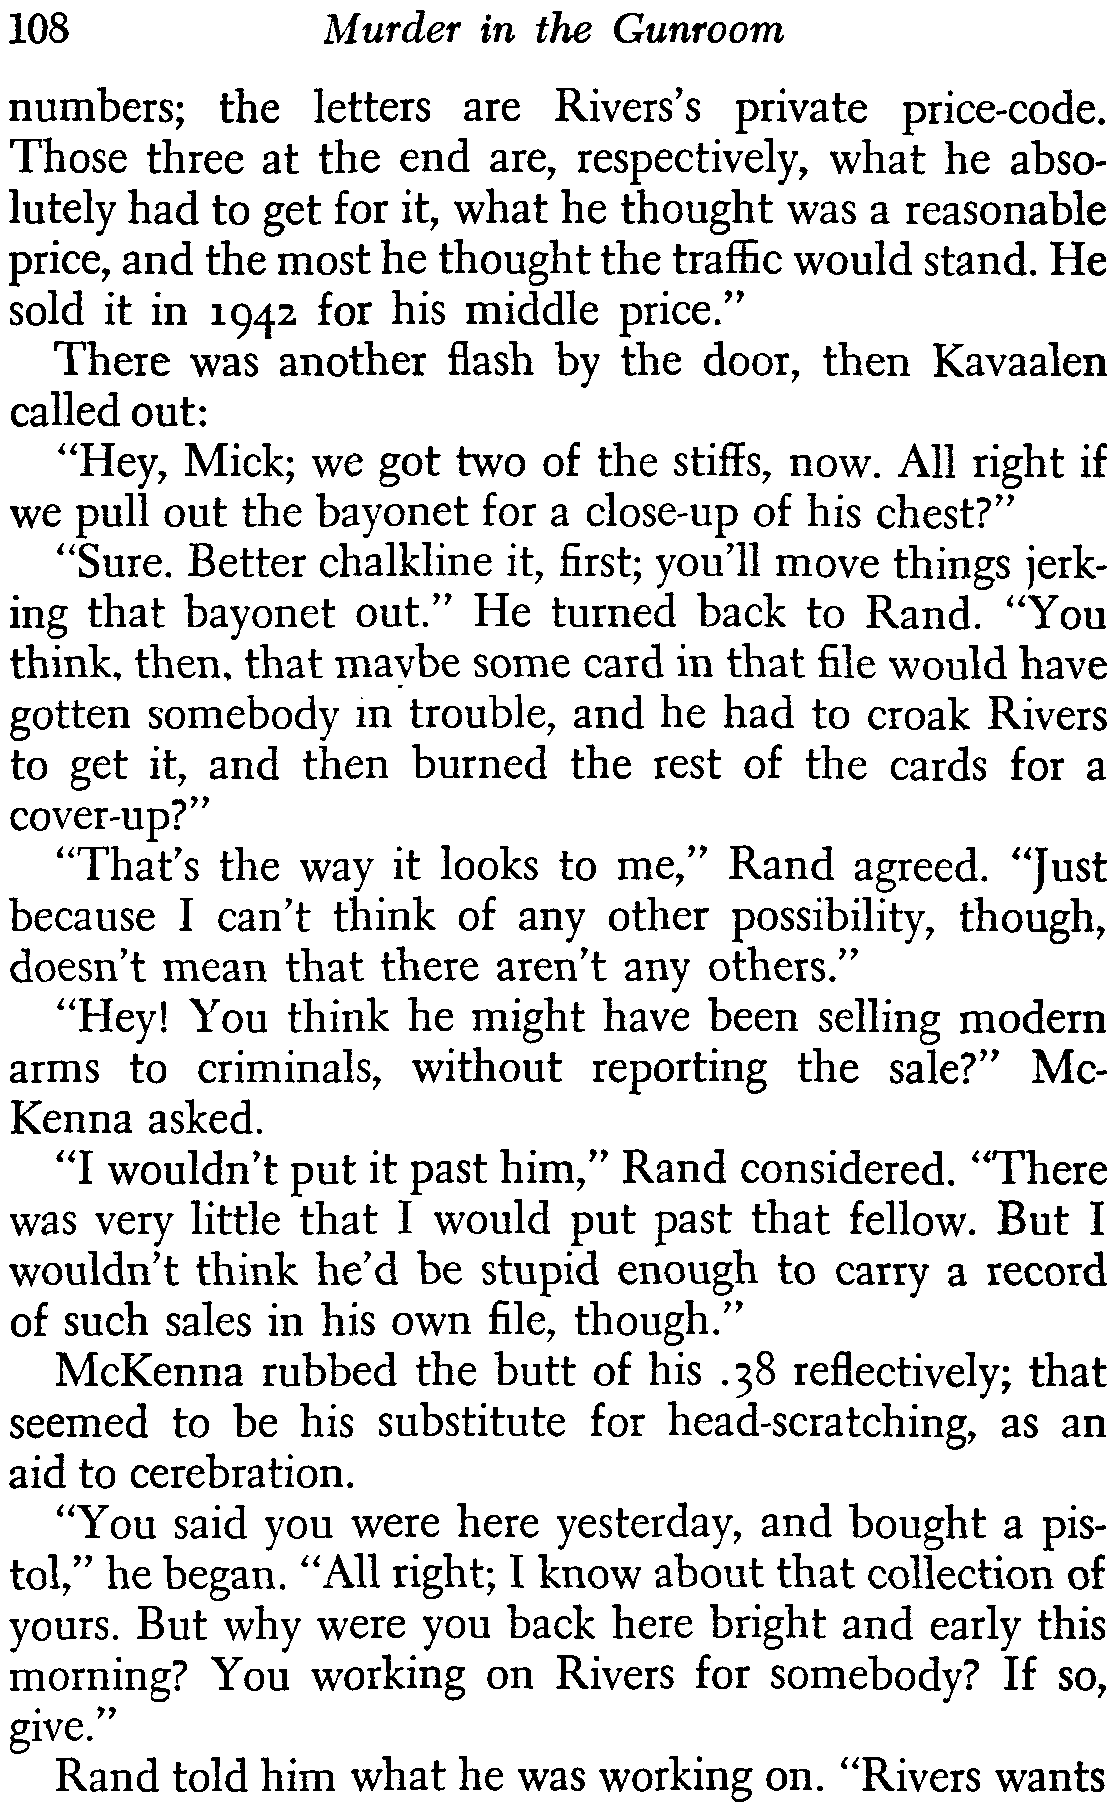 108 Murder in the Gunroom
numbers; the letters are Rivers's private price-code.
Those three at the end are, respectively, what he abso-
lutely had to get for it, what he thought was a reasonable
price, and the most he thought the traffic would stand. He
sold it in 1942 for his middle price."
There was another flash by the door, then Kavaalen
called out:
"Hey, Mick; we got two of the stiffs, now. All right if
we pull out the bayonet for a close-up of his chest?"
"Sure. Better chalkline it, first; you'll move things jerk-
ing that bayonet out." He turned back to Rand. "You
think, then, that maybe some card in that file would have
gotten somebody in trouble, and he had to croak Rivers
to get it, and then burned the rest of the cards for a
cover-up?"
"That's the way it looks to me," Rand agreed. "Just
because I can't think of any other possibility, though,
doesn't mean that there aren't any others."
"Hey! You think he might have been selling modern
arms to criminals, without reporting the sale?" Mc-
Kenna asked.
"I wouldn't put it past him," Rand considered. "There
was very little that I would put past that fellow. But I
wouldn't think he'd be stupid enough to carry a record
of such sales in his own file, though."
McKenna rubbed the butt of his .38 reflectively; that
seemed to be his substitute for head-scratching, as an
aid to cerebration.
"You said you were here yesterday, and bought a pis-
tol," he began. "All right; I know about that collection of
yours. But why were you back here bright and early this
morning? You working on Rivers for somebody? If so,
give."
Rand told him what he was working on. "Rivers wants